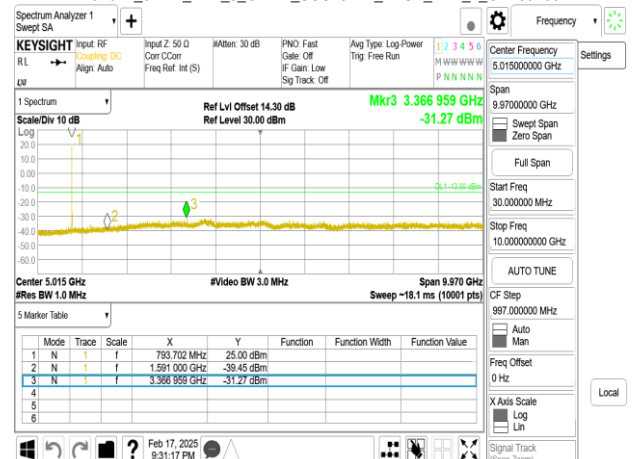 Spectrum Analyzer 1
Swept SA
Frequency
KEYSIGHT
RL
Input: RF
Coupling: DC
Align: Auto
Input Z: 50 Ω
Corr CCorr
Freq Ref: Int (S)
#Atten: 30 dB
PNO: Fast
Gate: Off
IF Gain: Low
Sig Track: Off
Avg Type: Log-Power
Trig: Free Run
1 2 3 4 5 6
M W W W W W
P N N N N N
1 Spectrum
Scale/Div 10 dB
Ref Lvl Offset 14.30 dB
Ref Level 30.00 dBm
Mkr3 3.366 959 GHz
-31.27 dBm
Log
20.0
10.0
0.00
-10.0
-20.0
-30.0
-40.0
-50.0
-60.0
1
2
3
DL1 -13.00 dBm
Center 5.015 GHz
#Res BW 1.0 MHz
#Video BW 3.0 MHz
Span 9.970 GHz
Sweep ~18.1 ms (10001 pts)
5 Marker Table
Mode Trace Scale X Y Function Function Width Function Value
1 N 1 f 793.702 MHz 25.00 dBm
2 N 1 f 1.591 000 GHz -39.45 dBm
3 N 1 f 3.366 959 GHz -31.27 dBm
4
5
6
Feb 17, 2025
9:31:17 PM
Center Frequency
5.015000000 GHz
Span
9.97000000 GHz
Swept Span
Zero Span
Full Span
Start Freq
30.000000 MHz
Stop Freq
10.000000000 GHz
AUTO TUNE
CF Step
997.000000 MHz
Auto
Man
Freq Offset
0 Hz
X Axis Scale
Log
Lin
Signal Track
(Span Zoom)
Settings
Local